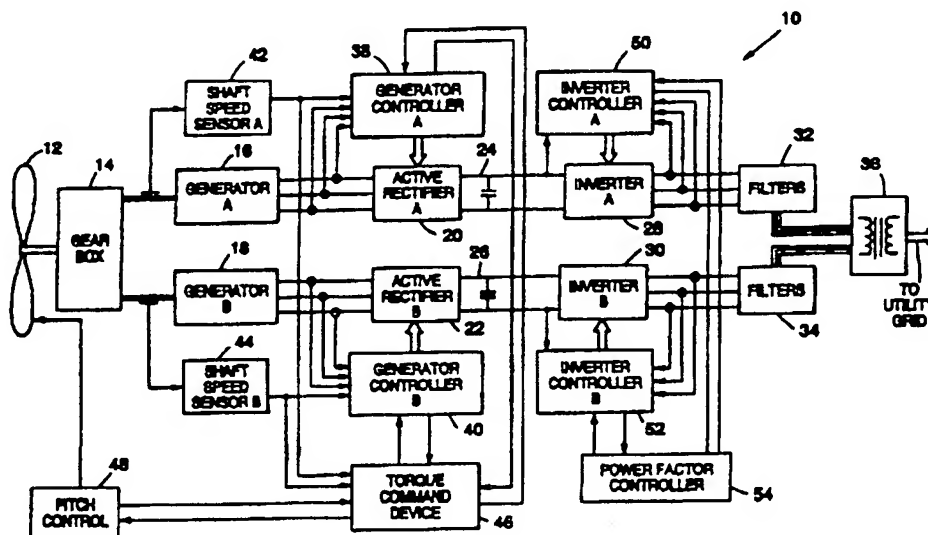 10
42
38
50
SHAFT
SPEED
SENSOR A
GENERATOR
CONTROLLER
A
INVERTER
CONTROLLER
A
12
14
16
24
32
36
GEAR
BOX
GENERATOR
A
ACTIVE
RECTIFIER
A
INVERTER
A
FILTERS
20
28
18
26
30
GENERATOR
B
ACTIVE
RECTIFIER
B
INVERTER
B
FILTERS
TO
UTILITY
GRID
22
34
44
SHAFT
SPEED
SENSOR B
GENERATOR
CONTROLLER
B
INVERTER
CONTROLLER
B
40
52
48
PITCH
CONTROL
TORQUE
COMMAND
DEVICE
46
POWER FACTOR
CONTROLLER
54